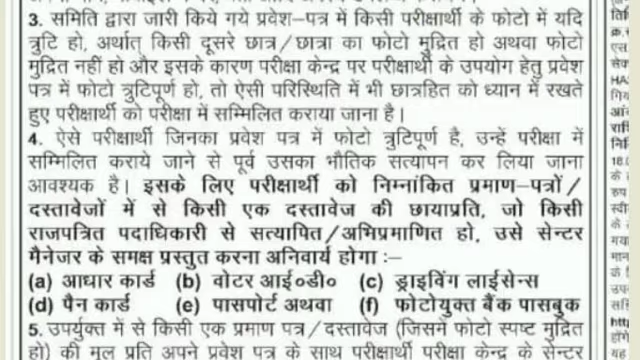 3. समिति द्वारा जारी किये गये प्रवेश–पत्र में किसी परीक्षार्थी के फोटो में यदि
त्रुटि हो, अर्थात् किसी दूसरे छात्र/छात्रा का फोटो मुद्रित हो अथवा फोटो
मुद्रित नहीं हो और इसके कारण परीक्षा केन्द्र पर परीक्षार्थी के उपयोग हेतु प्रवेश
पत्र में फोटो त्रुटिपूर्ण हो, तो ऐसी परिस्थिति में भी छात्रहित को ध्यान में रखते
हुए परीक्षार्थी को परीक्षा में सम्मिलित कराया जाना है।
4. ऐसे परीक्षार्थी जिनका प्रवेश पत्र में फोटो त्रुटिपूर्ण है, उन्हें परीक्षा में
सम्मिलित कराये जाने से पूर्व उसका भौतिक सत्यापन कर लिया जाना
आवश्यक है। इसके लिए परीक्षार्थी को निम्नांकित प्रमाण–पत्रों/
दस्तावेजों में से किसी एक दस्तावेज की छायाप्रति, जो किसी
राजपत्रित पदाधिकारी से सत्यापित/अभिप्रमाणित हो, उसे सेन्टर
मैनेजर के समक्ष प्रस्तुत करना अनिवार्य होगा :–
(a) आधार कार्ड (b) वोटर आई०डी० (c) ड्राइविंग लाईसेन्स
(d) पैन कार्ड (e) पासपोर्ट अथवा (f) फोटोयुक्त बैंक पासबुक
5. उपर्युक्त में से किसी एक प्रमाण पत्र/दस्तावेज (जिसमें फोटो स्पष्ट मुद्रित
हो) की मूल प्रति अपने प्रवेश पत्र के साथ परीक्षार्थी परीक्षा केन्द्र के सेन्टर